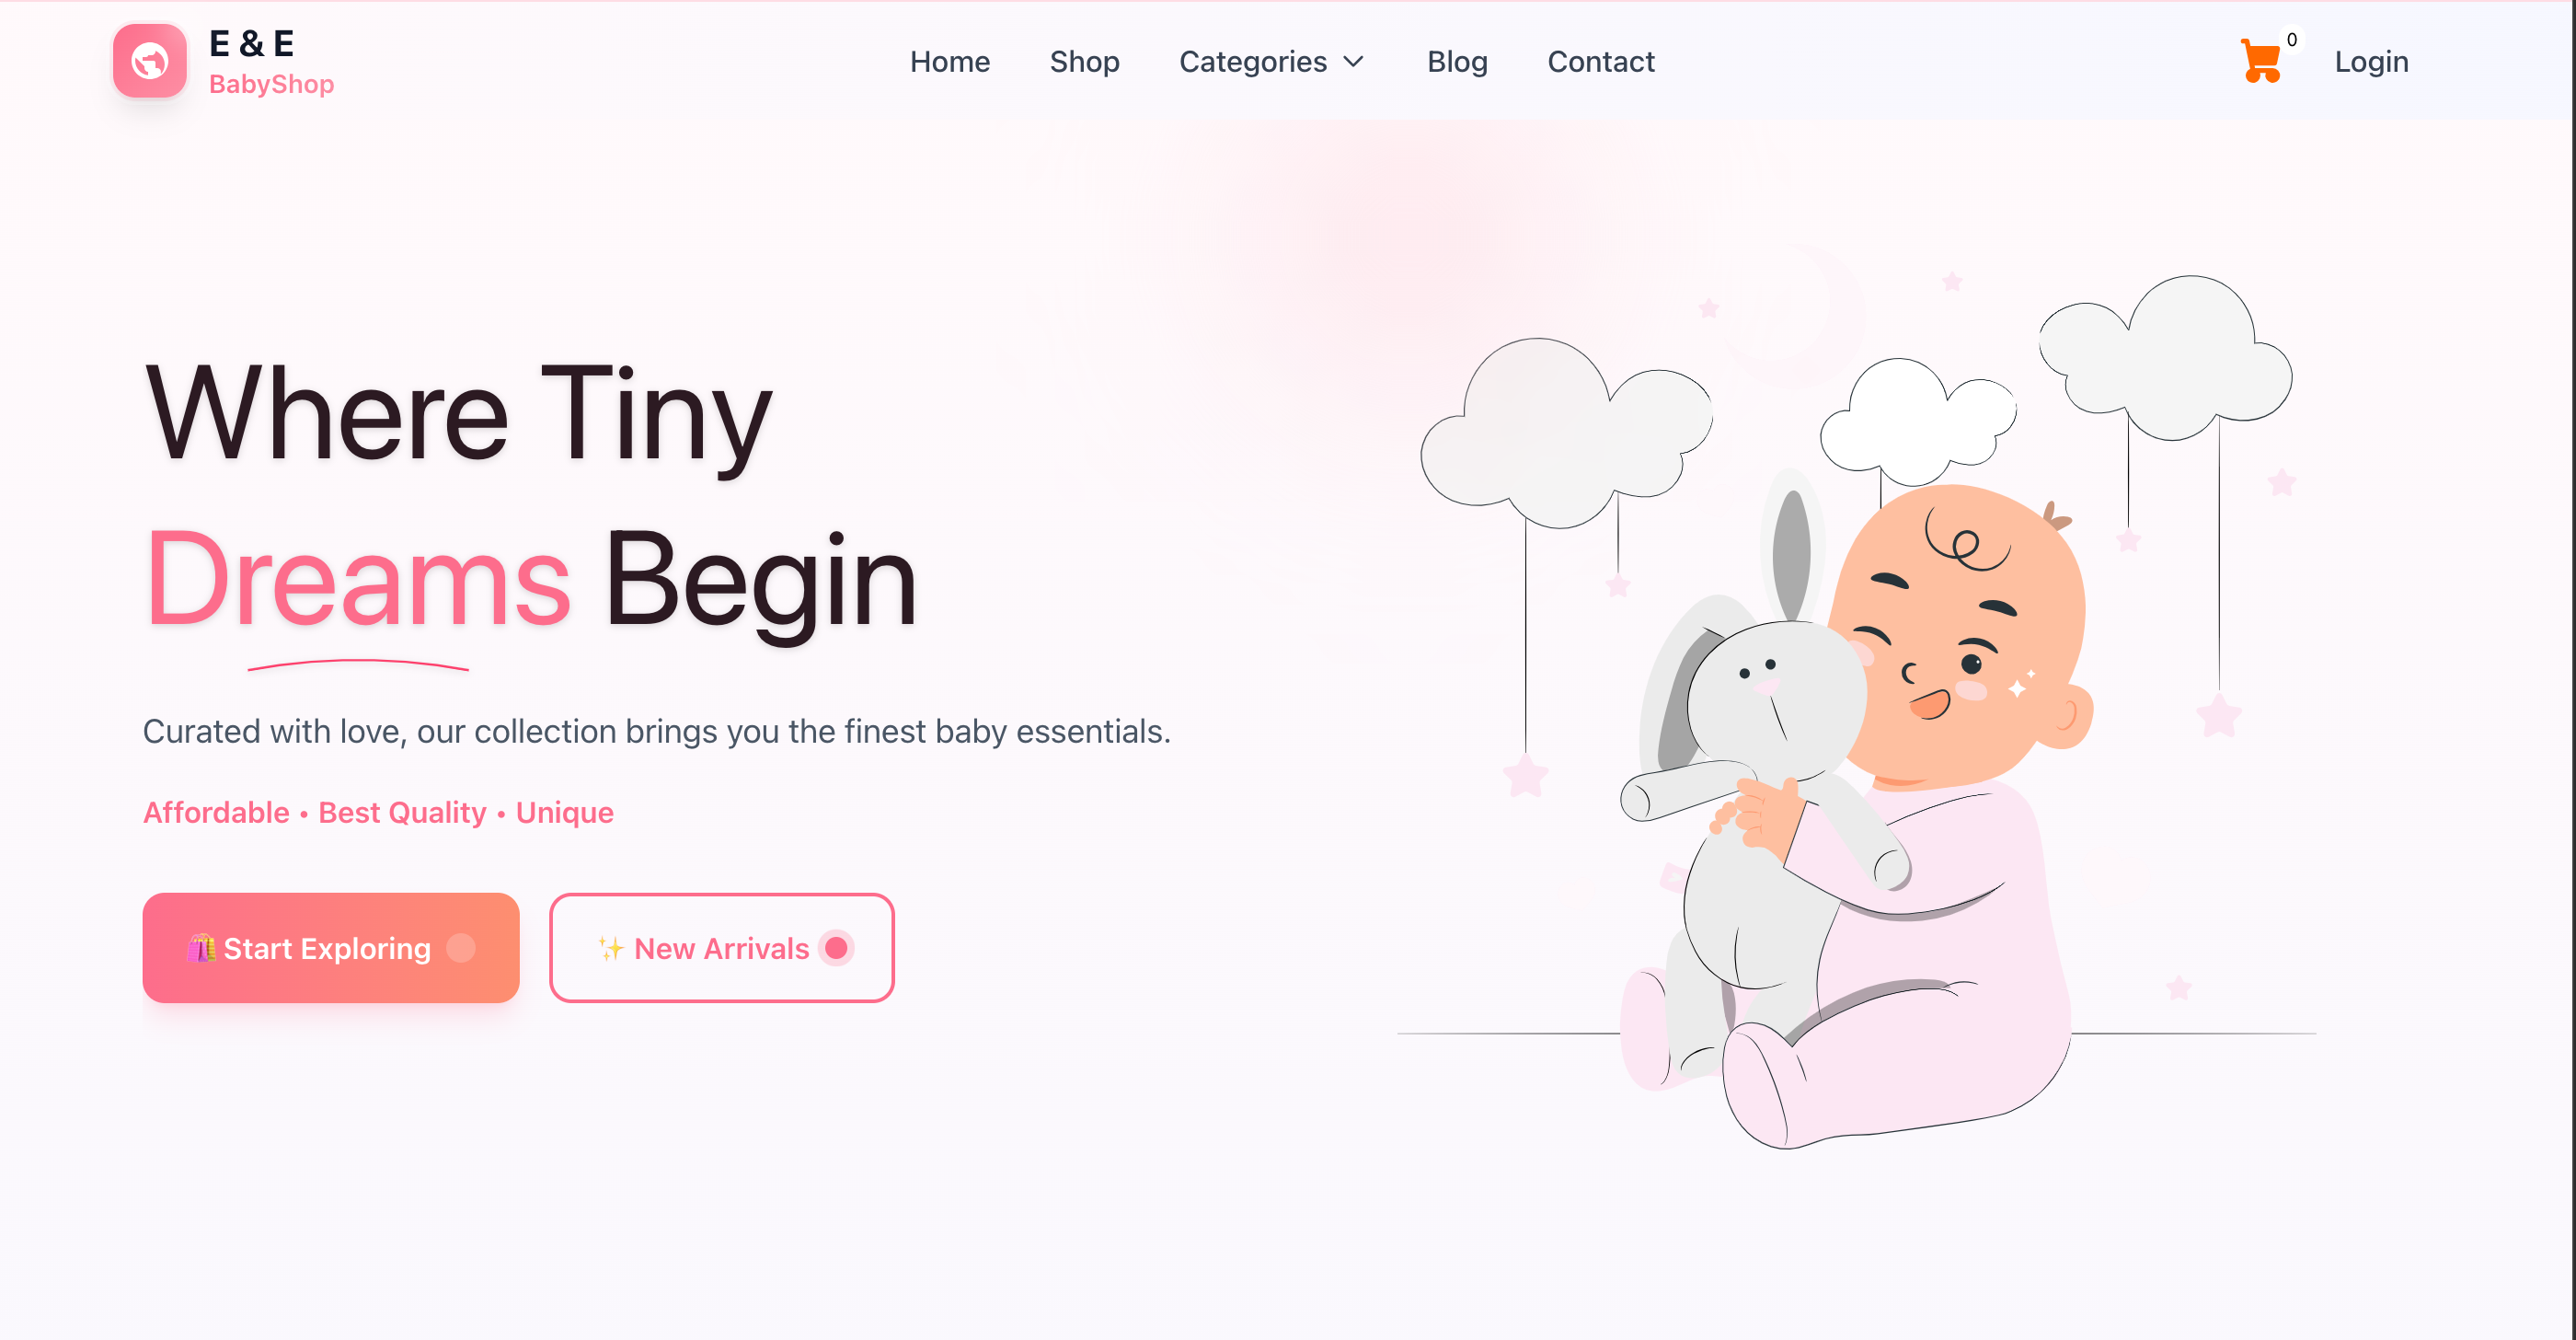 E & E
BabyShop
Home
Shop
Categories
Blog
Contact
0
Login
Where Tiny
Dreams Begin
Curated with love, our collection brings you the finest baby essentials.
Affordable • Best Quality • Unique
🛍️ Start Exploring
✨ New Arrivals